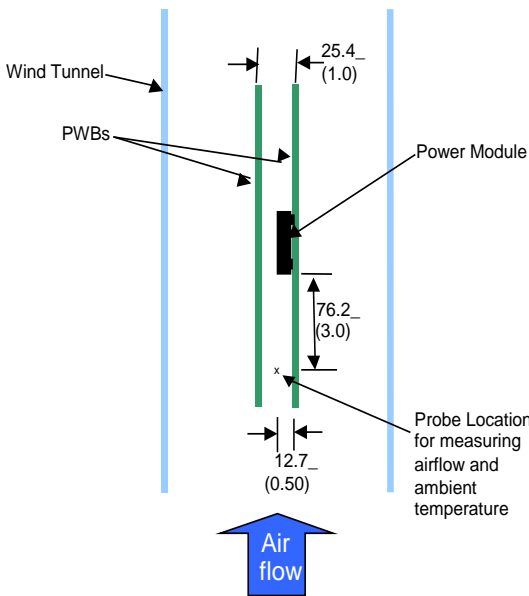 25.4_
(1.0)
Wind Tunnel
PWBs
Power Module
76.2_
(3.0)
x
Probe Location
for measuring
airflow and
ambient
temperature
12.7_
(0.50)
Air
flow